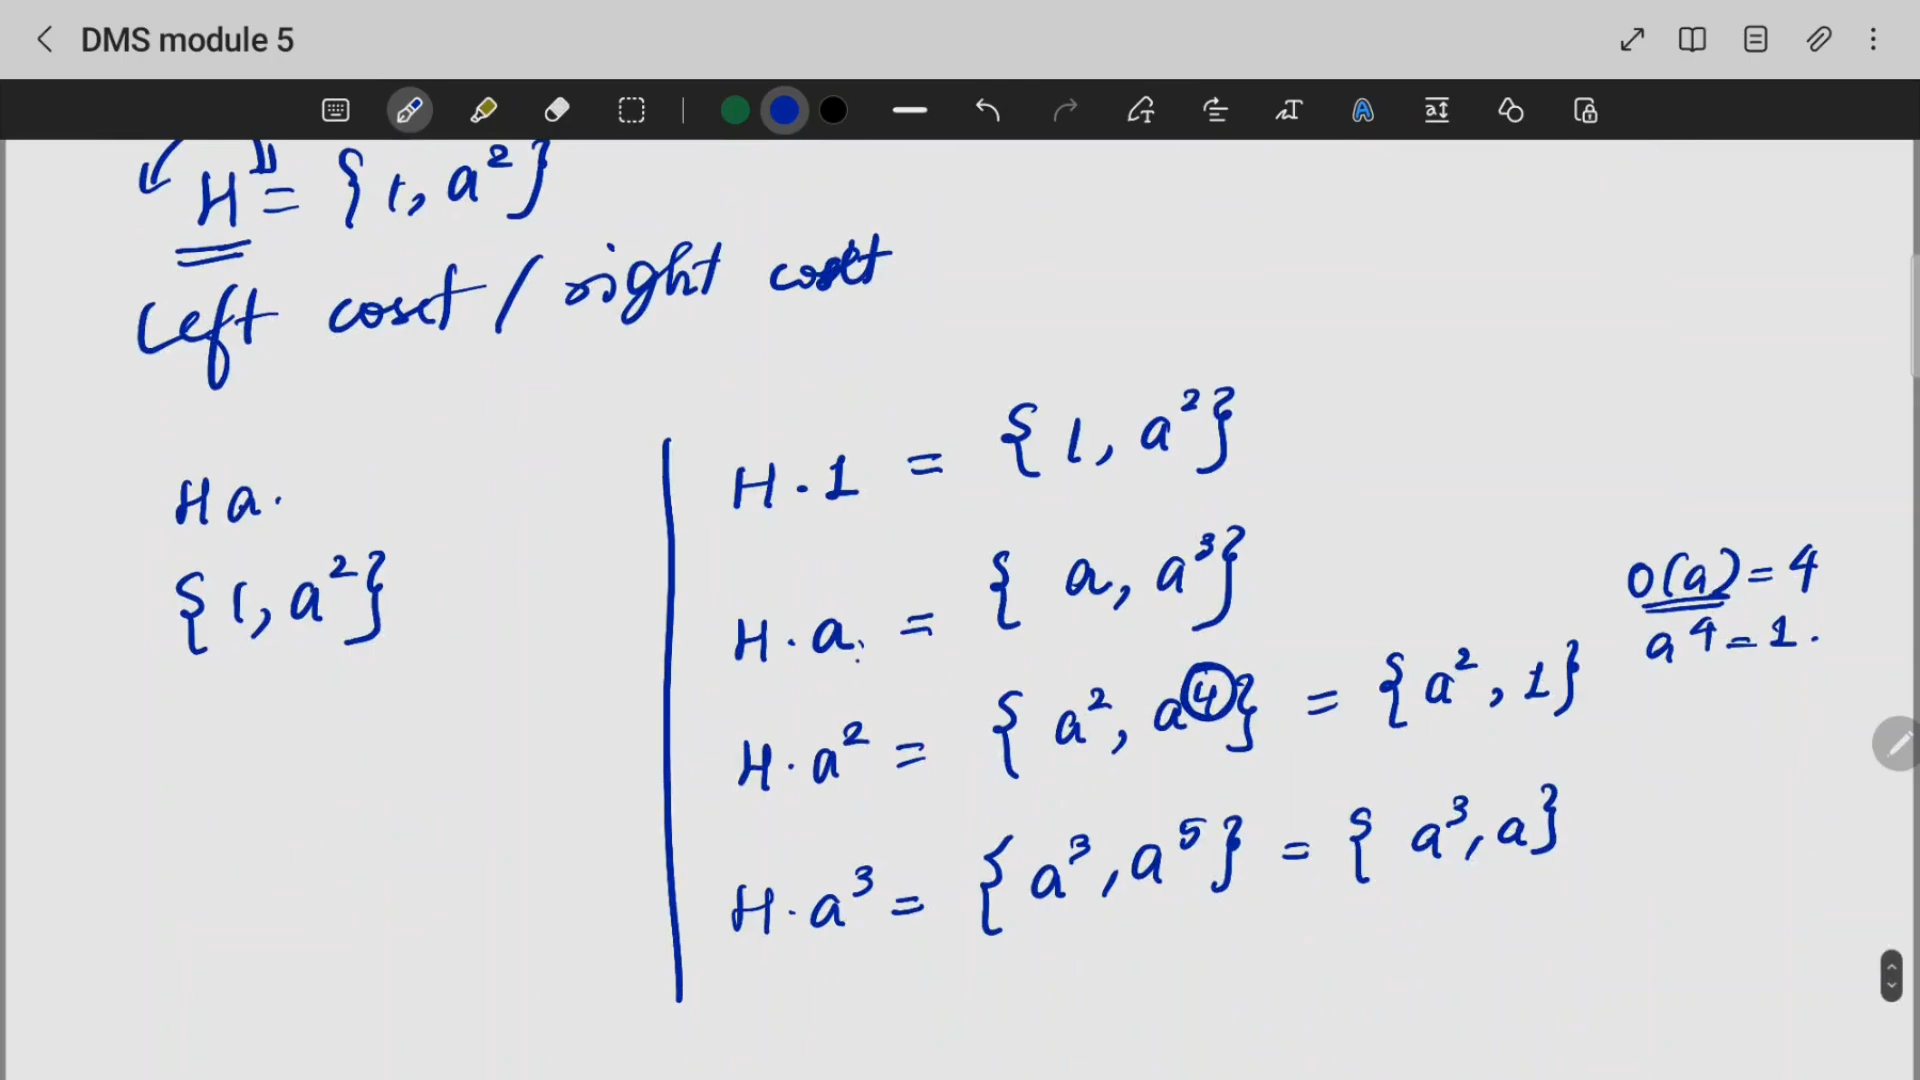 DMS module 5
H = {1, a²}
Left coset / right coset
Ha.
{1, a²}
H·1 = {1, a²}
H·a = {a, a³}
H·a² = {a², a④} = {a², 1}
H·a³ = {a³, a⁵} = {a³, a}
O(a) = 4
a⁴ = 1.